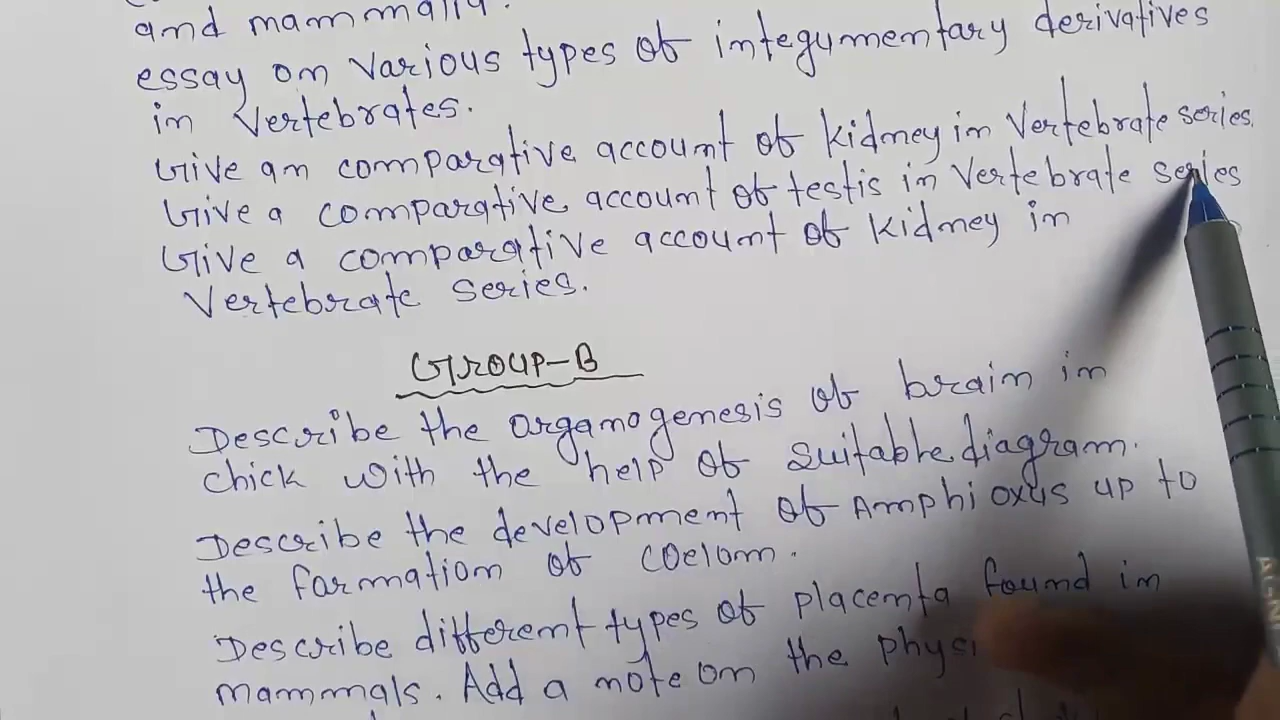 and mammalia.
essay on various types of integumentary derivatives
in vertebrates.
Give an comparative account of kidney in vertebrate series.
Give a comparative account of testis in vertebrate series
Give a comparative account of kidney in
vertebrate series.
Group-B
Describe the organogenesis of brain in
chick with the help of suitable diagram.
Describe the development of Amphioxus up to
the formation of coelom.
Describe different types of placenta found in
mammals. Add a note on the physi